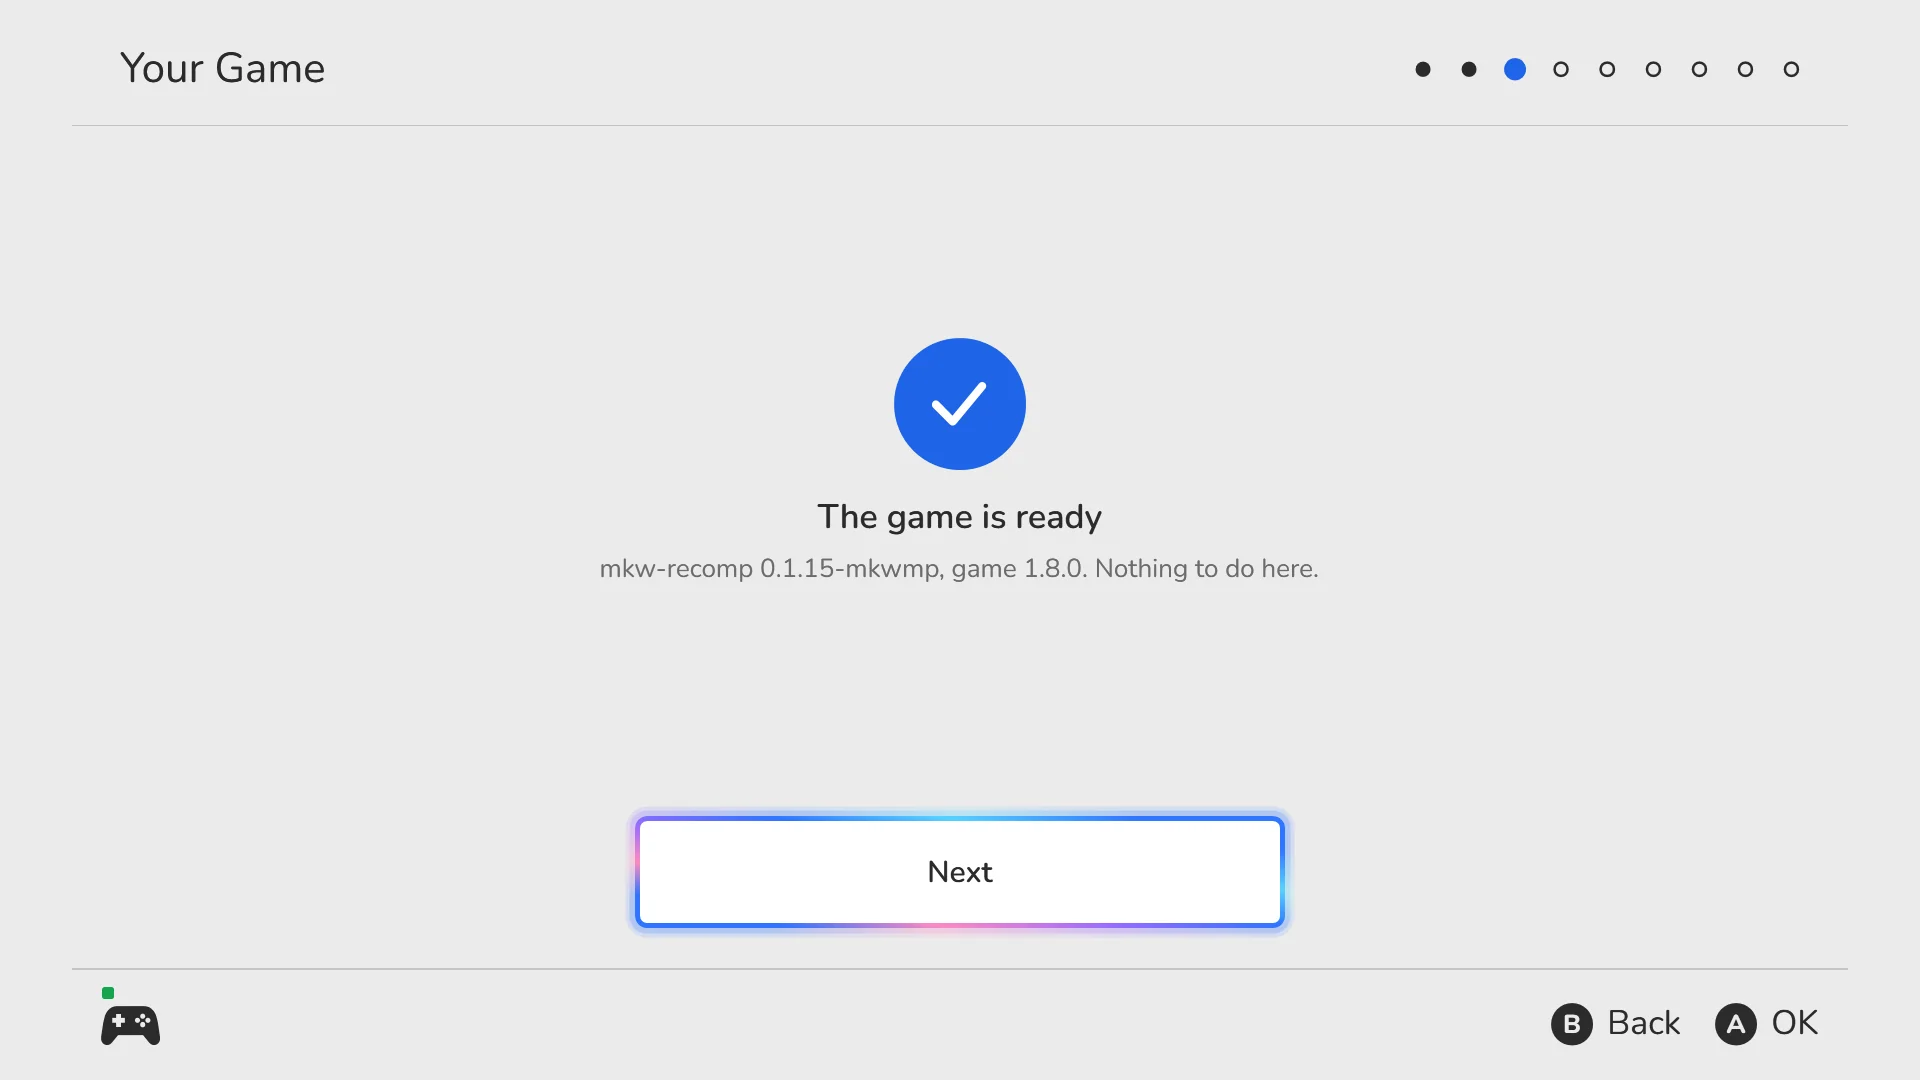 Your Game
The game is ready
mkw-recomp 0.1.15-mkwmp, game 1.8.0. Nothing to do here.
Next
B Back A OK